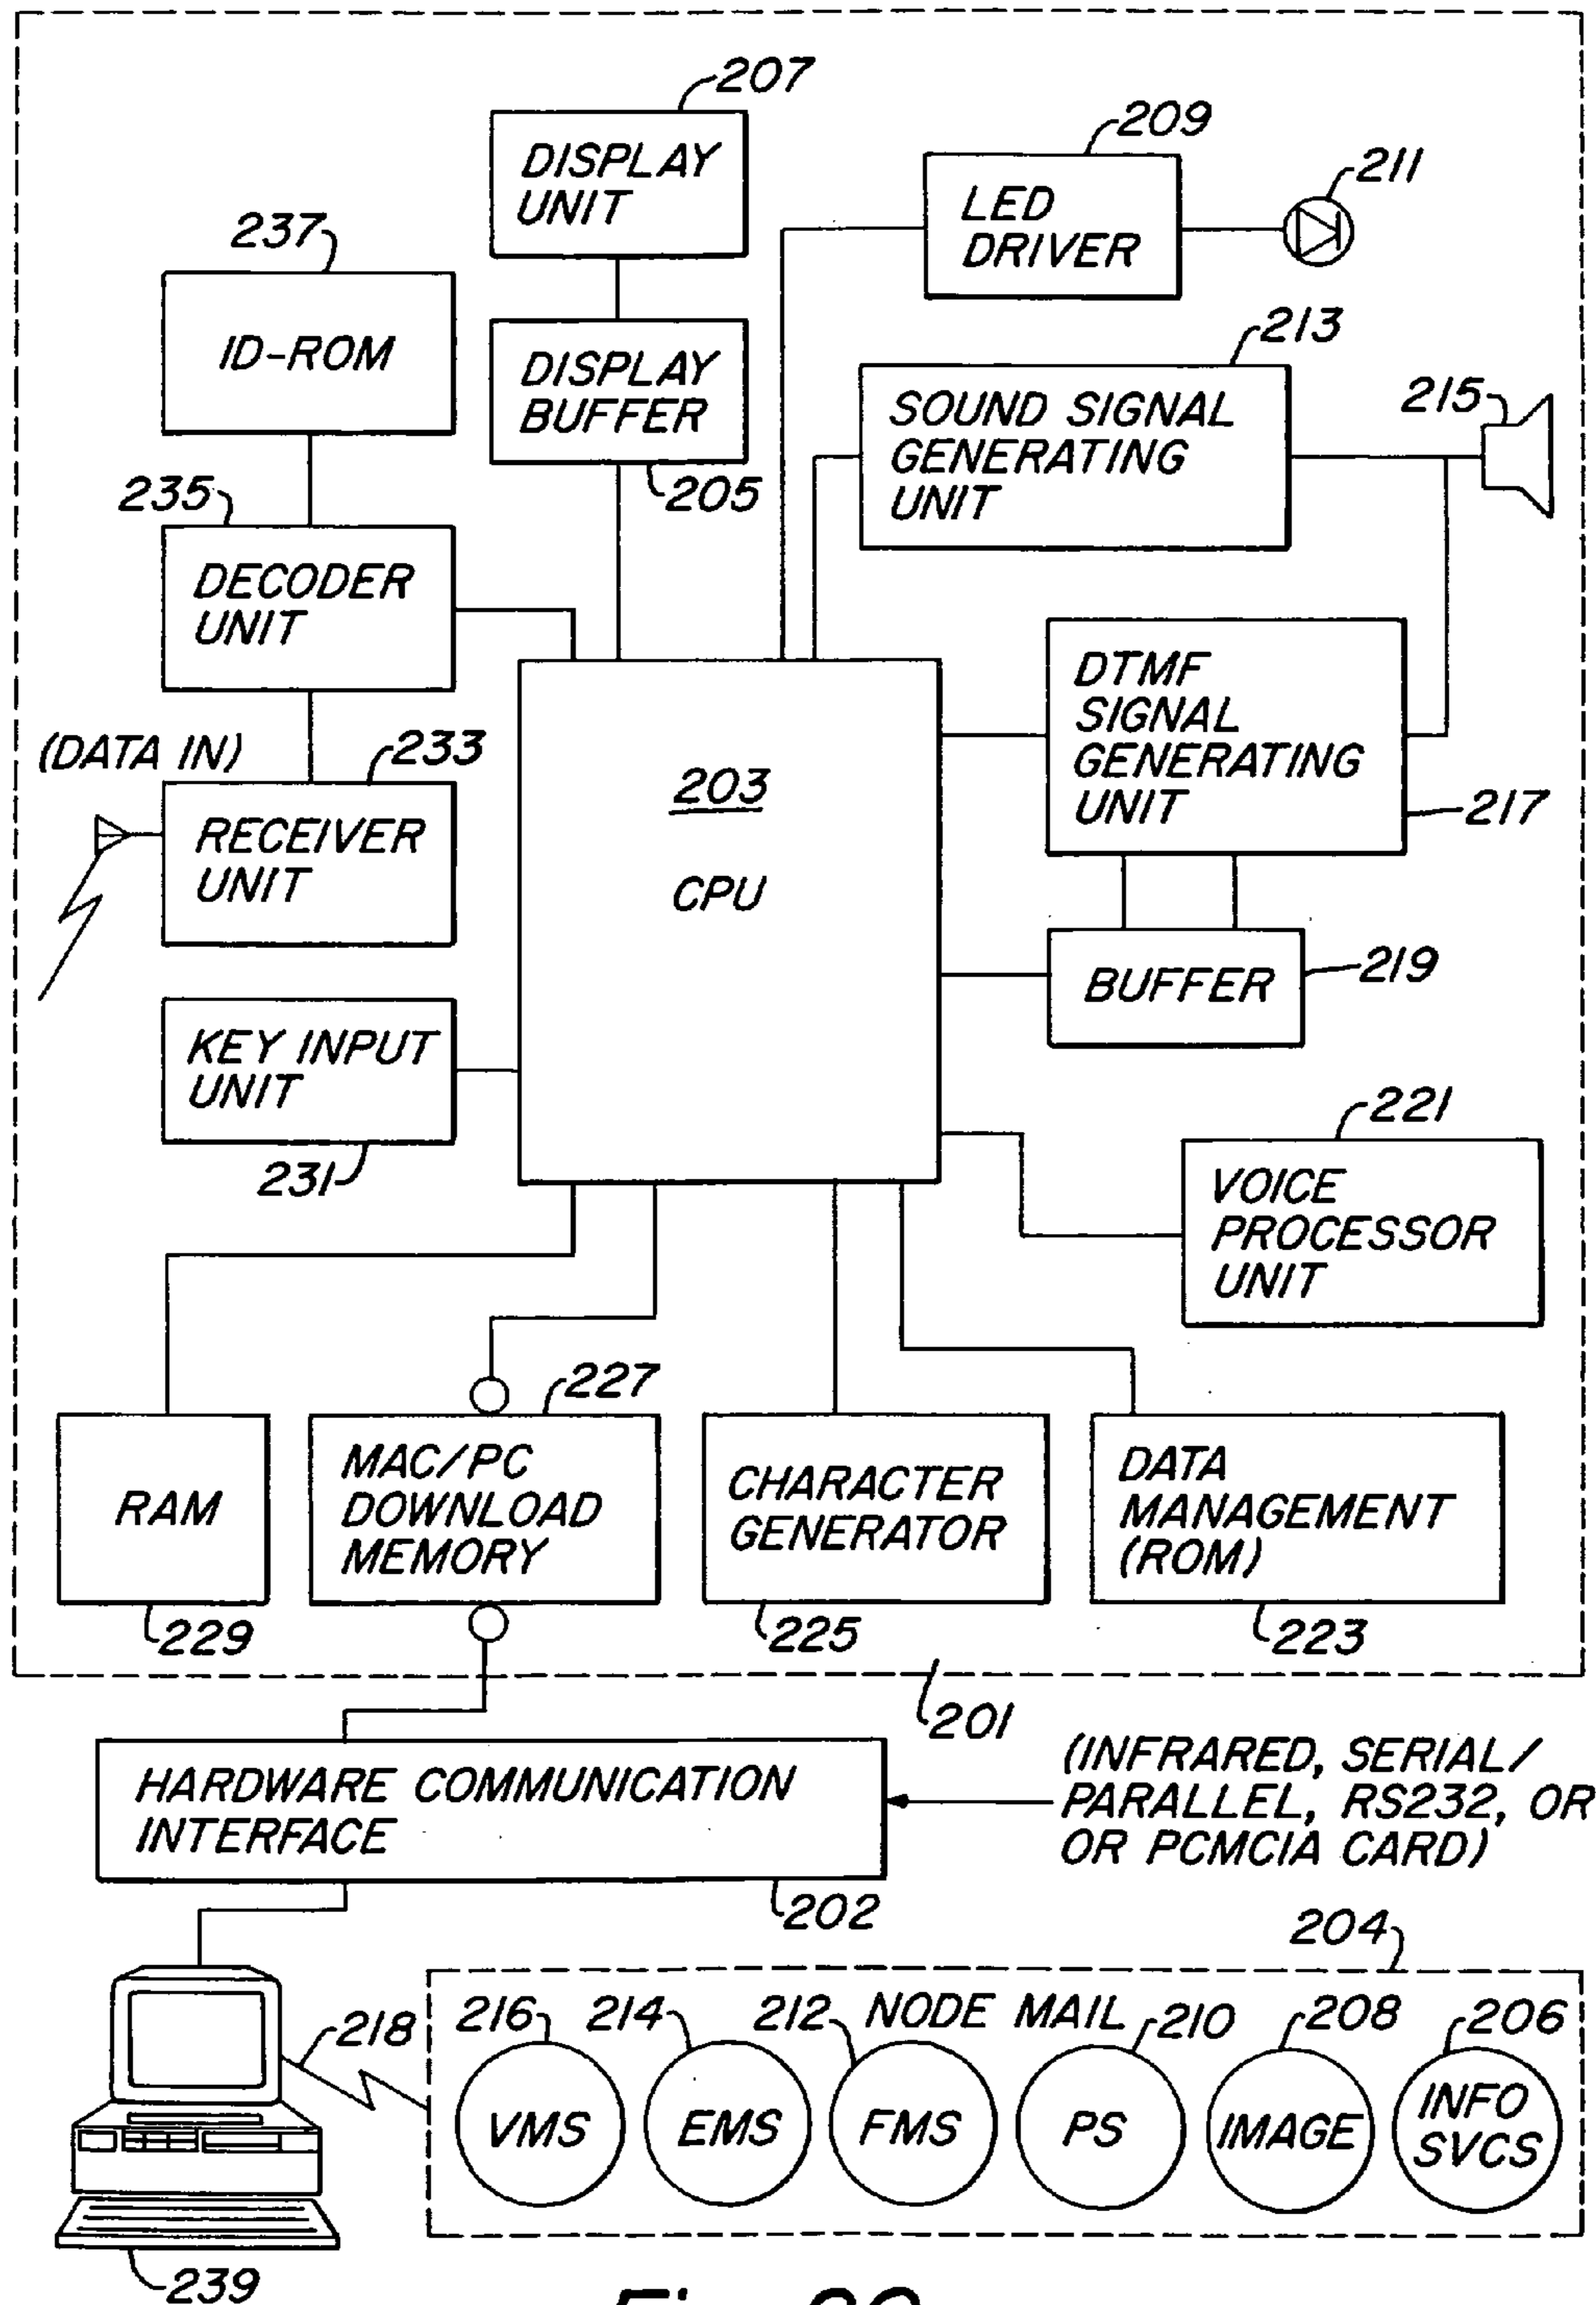 207
DISPLAY
UNIT
209
LED
DRIVER
211
237
ID-ROM
DISPLAY
BUFFER
205
213
SOUND SIGNAL
GENERATING
UNIT
215
235
DECODER
UNIT
DTMF
SIGNAL
GENERATING
UNIT
217
(DATA IN)
233
RECEIVER
UNIT
203
CPU
BUFFER
219
KEY INPUT
UNIT
231
221
VOICE
PROCESSOR
UNIT
RAM
229
227
MAC/PC
DOWNLOAD
MEMORY
CHARACTER
GENERATOR
225
DATA
MANAGEMENT
(ROM)
223
201
HARDWARE COMMUNICATION
INTERFACE
202
(INFRARED, SERIAL/
PARALLEL, RS232, OR
OR PCMCIA CARD)
204
218
NODE MAIL
216
VMS
214
EMS
212
FMS
210
PS
208
IMAGE
206
INFO
SVCS
239